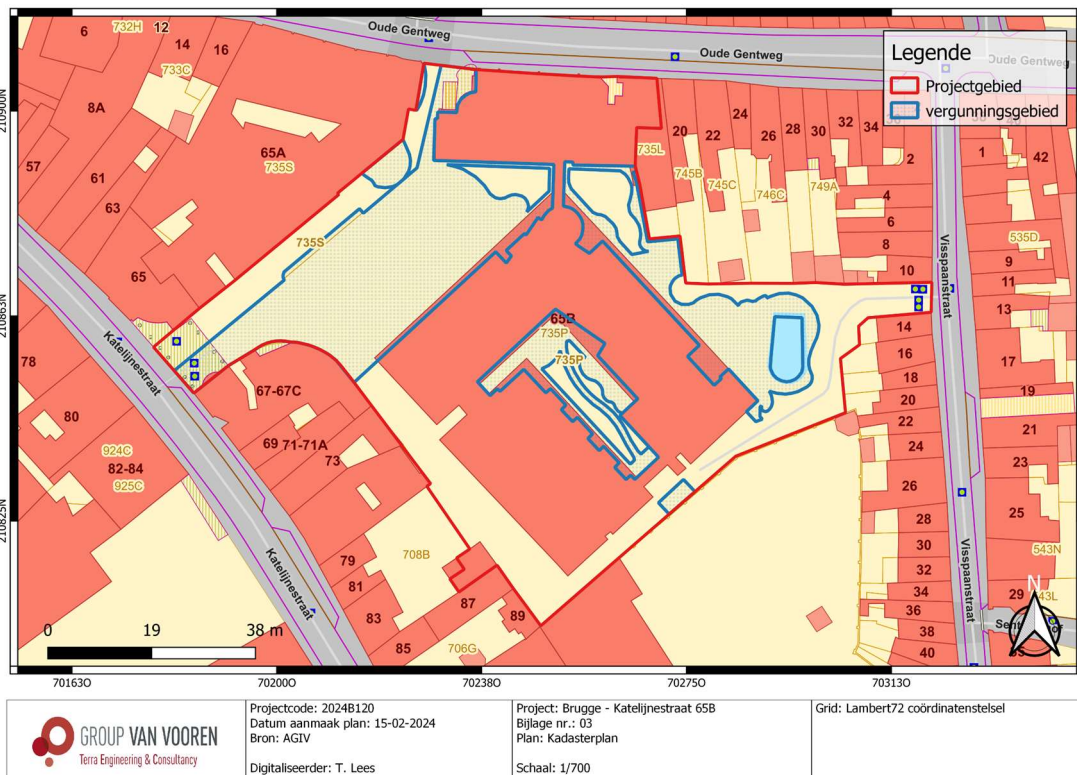 Oude Gentweg
Oude Gentweg
Oude Gentweg
Legende
Projectgebied
vergunningsgebied
6
732H
12
14
16
733C
8A
57
61
63
65
65A
735S
735S
735L
20
22
24
26
28
30
32
34
745B
745C
746C
749A
2
4
6
8
10
1
42
535D
9
11
13
14
16
17
18
19
20
21
22
23
24
25
26
28
30
32
34
36
38
40
29
543N
Visspaanstraat
Visspaanstraat
65B
735P
735P
Katelijnestraat
Katelijnestraat
78
80
924C
82-84
925C
67-67C
69
71-71A
73
79
81
83
85
87
89
708B
706G
N
0 19 38 m
210900N
210863N
210825N
701630 702000 702380 702750 703130
GROUP VAN VOOREN
Terra Engineering & Consultancy
Projectcode: 2024B120
Datum aanmaak plan: 15-02-2024
Bron: AGIV
Digitaliseerder: T. Lees
Project: Brugge - Katelijnestraat 65B
Bijlage nr.: 03
Plan: Kadasterplan
Schaal: 1/700
Grid: Lambert72 coördinatenstelsel